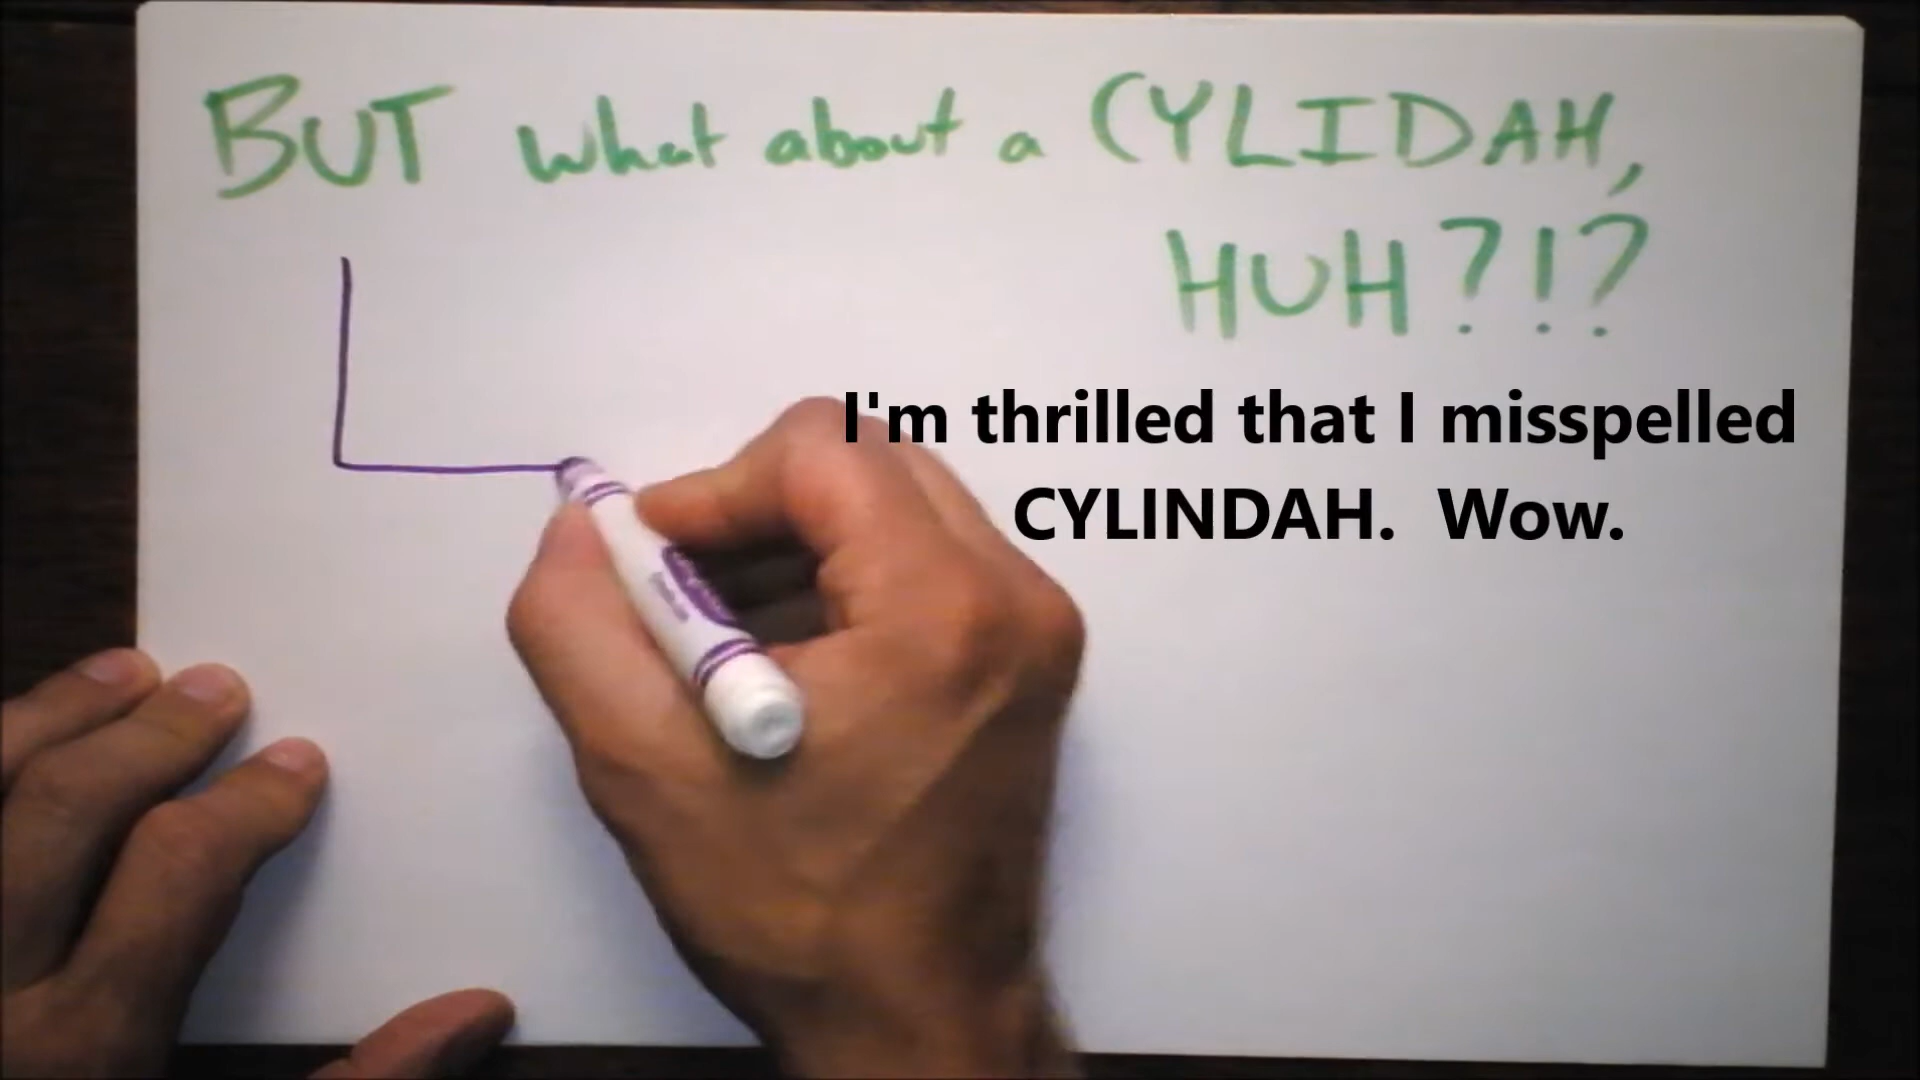 BUT what about a CYLIDAH,
HUH?!?
I'm thrilled that I misspelled
CYLINDAH. Wow.